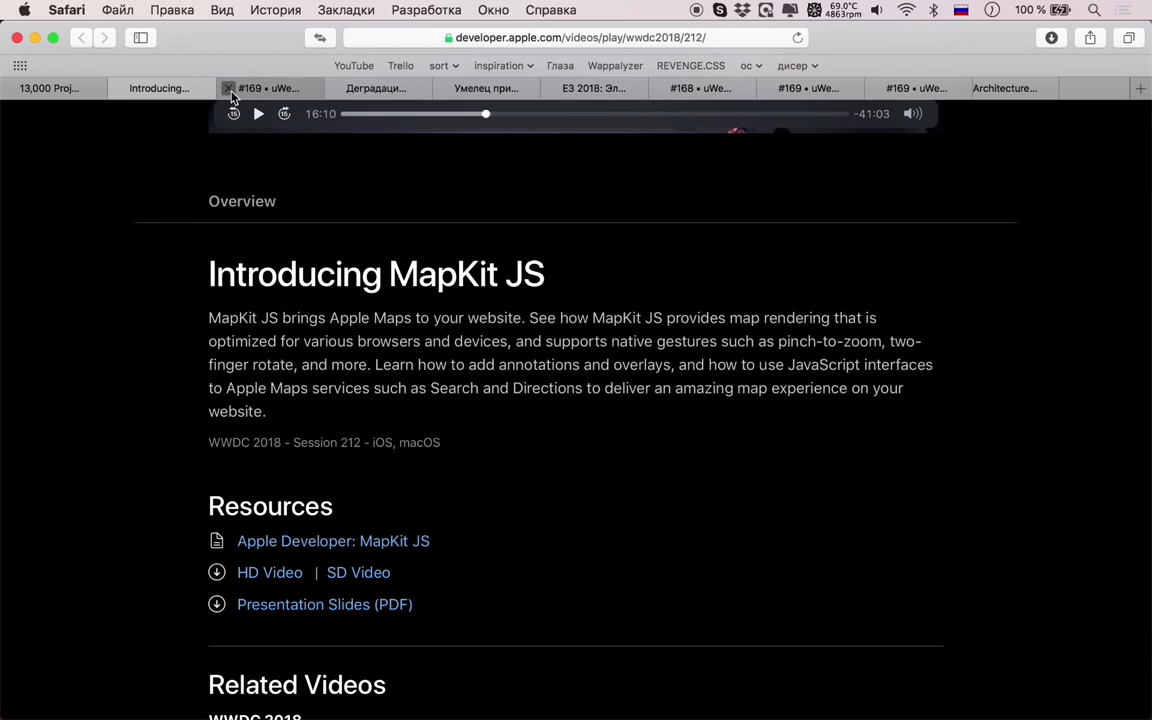 Safari Файл Правка Вид История Закладки Разработка Окно Справка 69.0°C 4863rpm 100 %
developer.apple.com/videos/play/wwdc2018/212/
YouTube Trello sort inspiration Глаза Wappalyzer REVENGE.CSS ос дисер
13,000 Proj... Introducing... #169 • uWe... Деградаци... Умелец при... E3 2018: Эл... #168 • uWe... #169 • uWe... #169 • uWe... Architecture...
15 15 16:10 -41:03
Overview
Introducing MapKit JS
MapKit JS brings Apple Maps to your website. See how MapKit JS provides map rendering that is
optimized for various browsers and devices, and supports native gestures such as pinch-to-zoom, two-
finger rotate, and more. Learn how to add annotations and overlays, and how to use JavaScript interfaces
to Apple Maps services such as Search and Directions to deliver an amazing map experience on your
website.
WWDC 2018 - Session 212 - iOS, macOS
Resources
Apple Developer: MapKit JS
HD Video | SD Video
Presentation Slides (PDF)
Related Videos
WWDC 2018